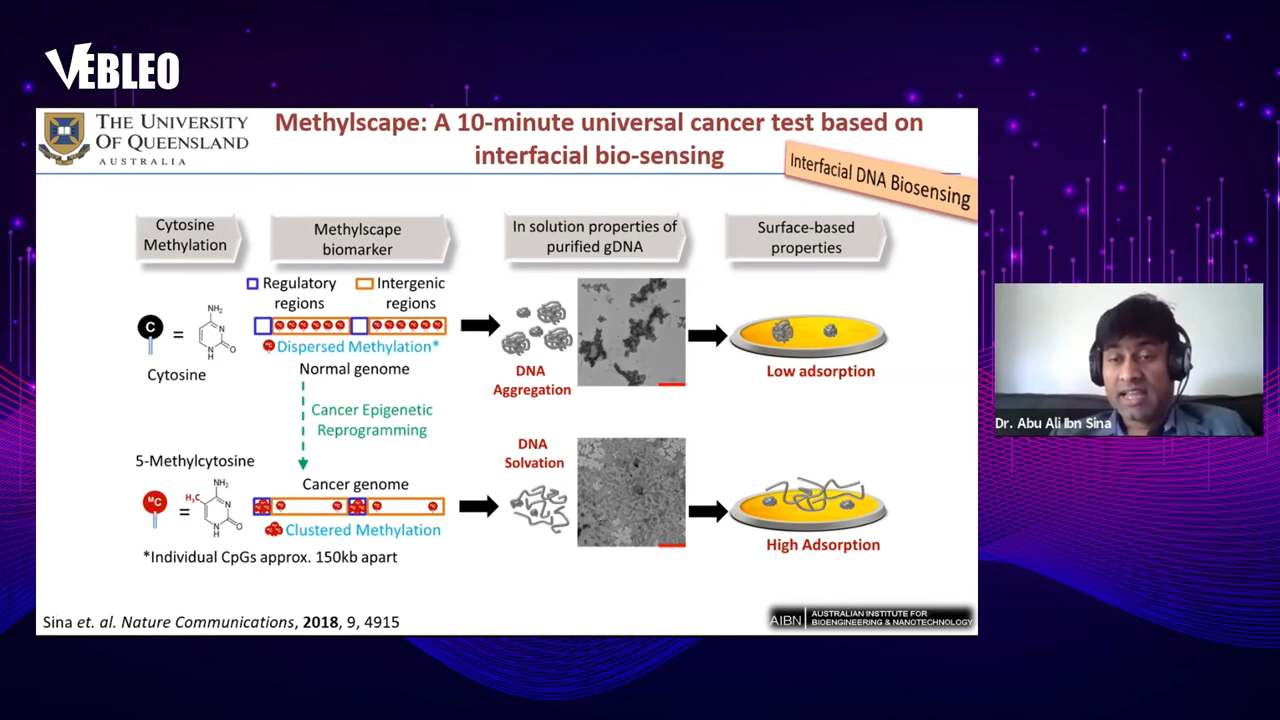 VEBLEO
THE UNIVERSITY
OF QUEENSLAND
AUSTRALIA
Methylscape: A 10-minute universal cancer test based on
interfacial bio-sensing
Interfacial DNA Biosensing
Cytosine
Methylation
Methylscape
biomarker
In solution properties of
purified gDNA
Surface-based
properties
Regulatory
regions
Intergenic
regions
C
=
NH₂
N
N
H
O
Cytosine
Dispersed Methylation*
Normal genome
DNA
Aggregation
Low adsorption
Cancer Epigenetic
Reprogramming
5-Methylcytosine
MC
=
H₃C
NH₂
N
N
H
O
Cancer genome
Clustered Methylation
DNA
Solvation
High Adsorption
*Individual CpGs approx. 150kb apart
Sina et. al. Nature Communications, 2018, 9, 4915
AIBN
AUSTRALIAN INSTITUTE FOR
BIOENGINEERING & NANOTECHNOLOGY
Dr. Abu Ali Ibn Sina